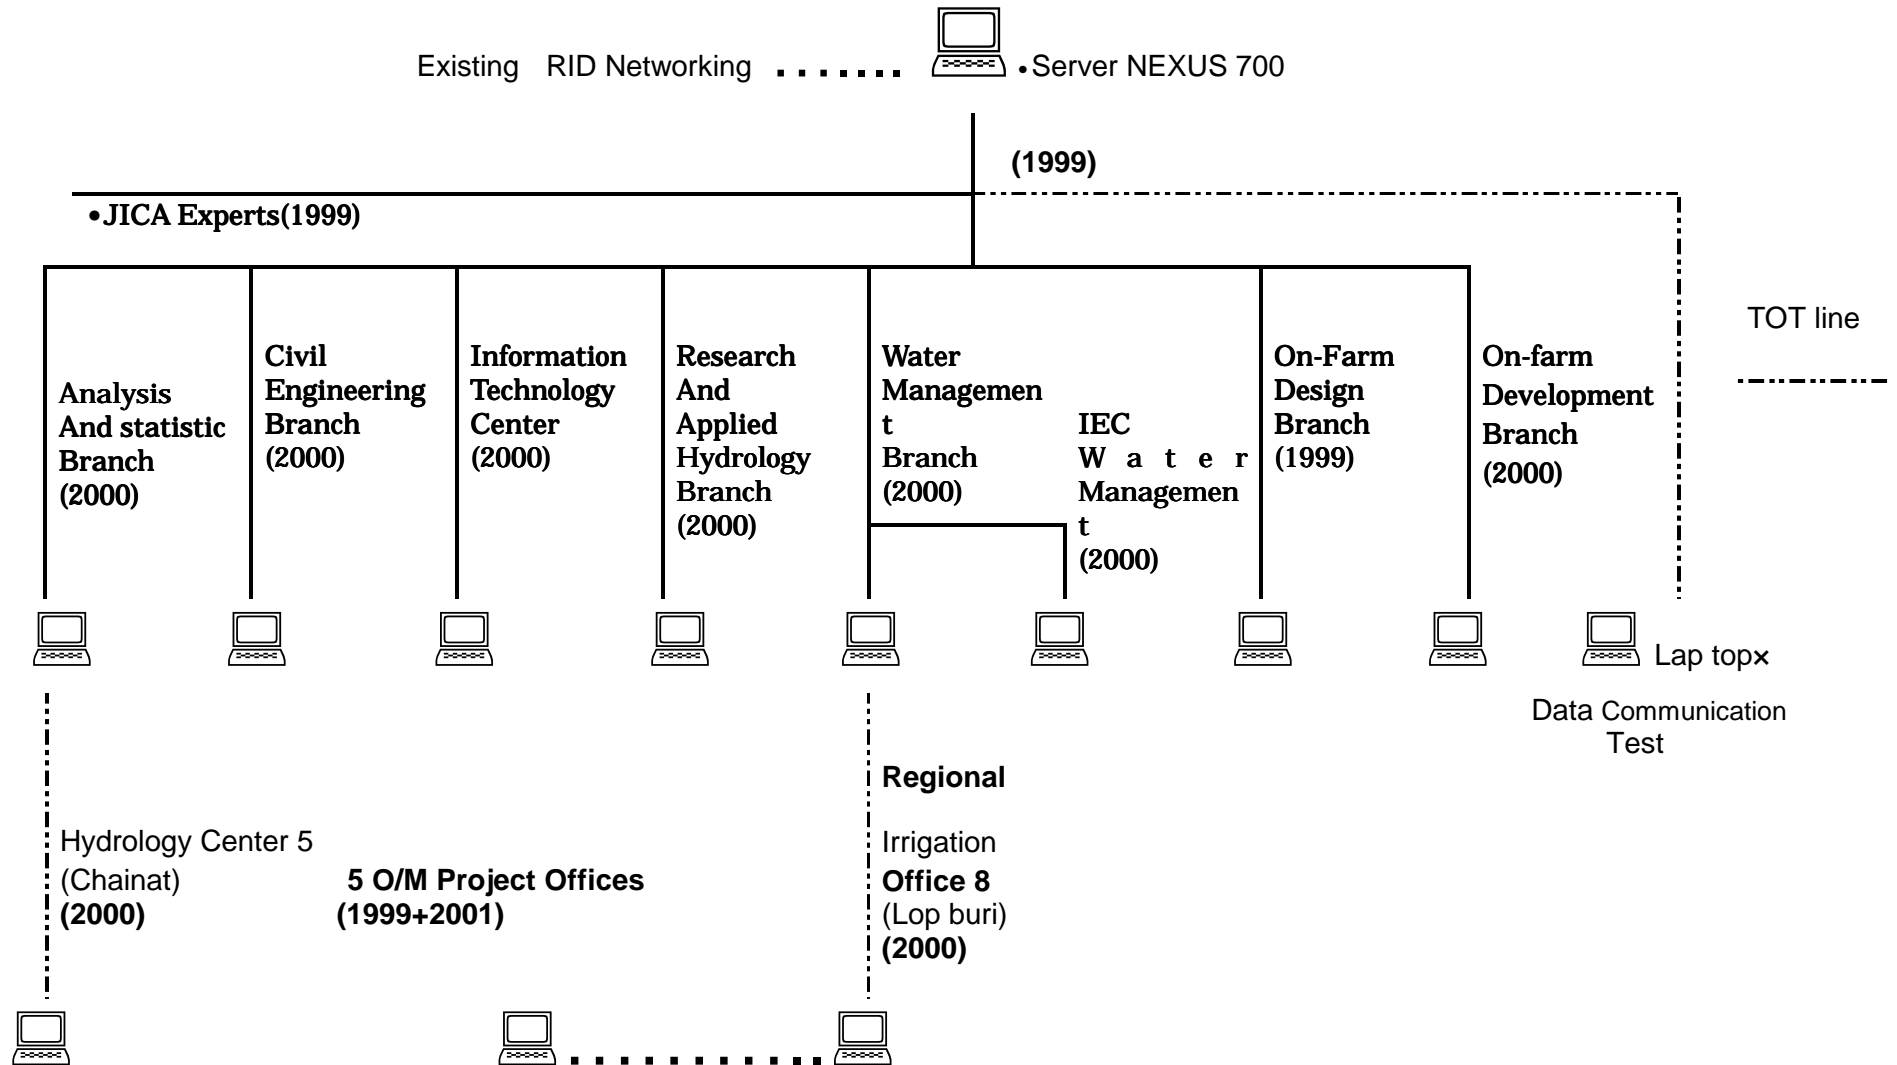 Existing RID Networking ....... •Server NEXUS 700
(1999)
•JICA Experts(1999)
TOT line
Analysis
And statistic
Branch
(2000)
Civil
Engineering
Branch
(2000)
Information
Technology
Center
(2000)
Research
And
Applied
Hydrology
Branch
(2000)
Water
Managemen
t
Branch
(2000)
IEC
W a t e r
Managemen
t
(2000)
On-Farm
Design
Branch
(1999)
On-farm
Development
Branch
(2000)
Lap top×
Data Communication
Test
Hydrology Center 5
(Chainat)
(2000)
5 O/M Project Offices
(1999+2001)
Regional
Irrigation
Office 8
(Lop buri)
(2000)